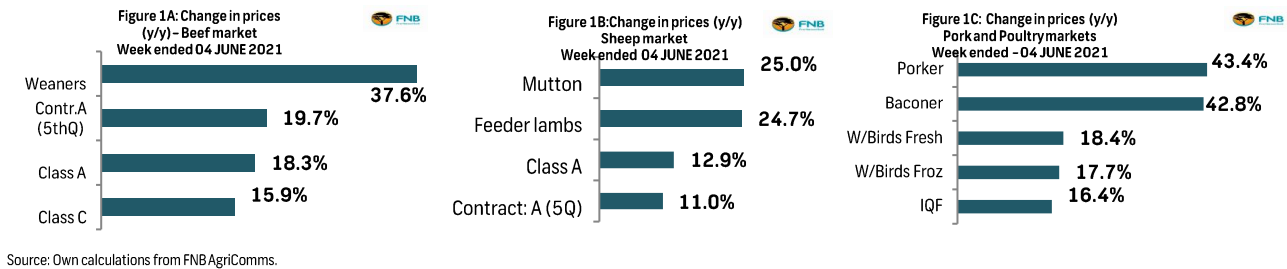 Figure 1A: Change in prices
(y/y) – Beef market
Week ended 04 JUNE 2021
FNB
Weaners
37.6%
Contr.A
(5thQ)
19.7%
Class A
18.3%
Class C
15.9%
Figure 1B:Change in prices (y/y)
Sheep market
Week ended 04 JUNE 2021
FNB
Mutton
25.0%
Feeder lambs
24.7%
Class A
12.9%
Contract: A (5Q)
11.0%
Figure 1C: Change in prices (y/y)
Pork and Poultry markets
Week ended – 04 JUNE 2021
FNB
Porker
43.4%
Baconer
42.8%
W/Birds Fresh
18.4%
W/Birds Froz
17.7%
IQF
16.4%
Source: Own calculations from FNB AgriComms.